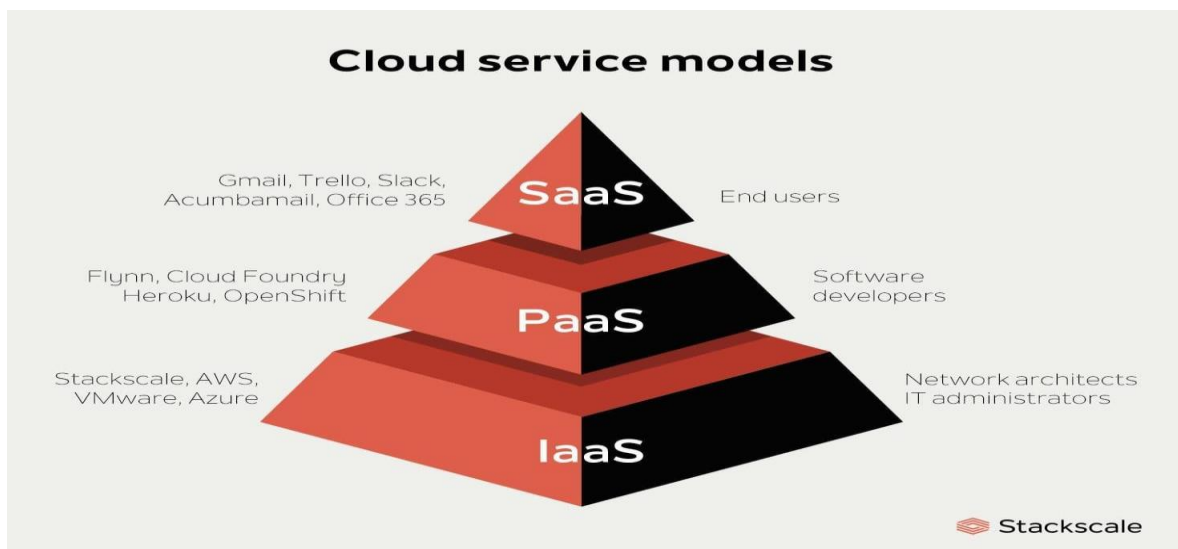 Cloud service models
Gmail, Trello, Slack,
Acumbamail, Office 365
SaaS
End users
Flynn, Cloud Foundry
Heroku, OpenShift
PaaS
Software
developers
Stackscale, AWS,
VMware, Azure
IaaS
Network architects
IT administrators
Stackscale